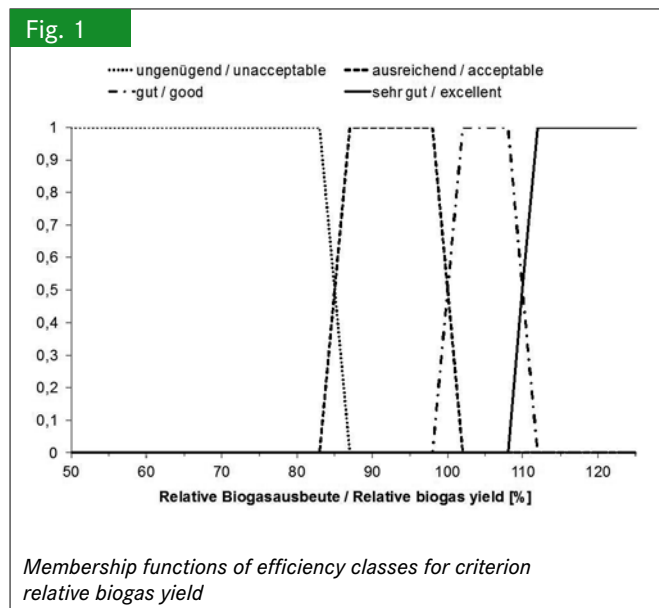 Fig. 1
ungenügend / unacceptable
ausreichend / acceptable
gut / good
sehr gut / excellent
1
0,9
0,8
0,7
0,6
0,5
0,4
0,3
0,2
0,1
0
50 60 70 80 90 100 110 120
Relative Biogasausbeute / Relative biogas yield [%]
Membership functions of efficiency classes for criterion
relative biogas yield